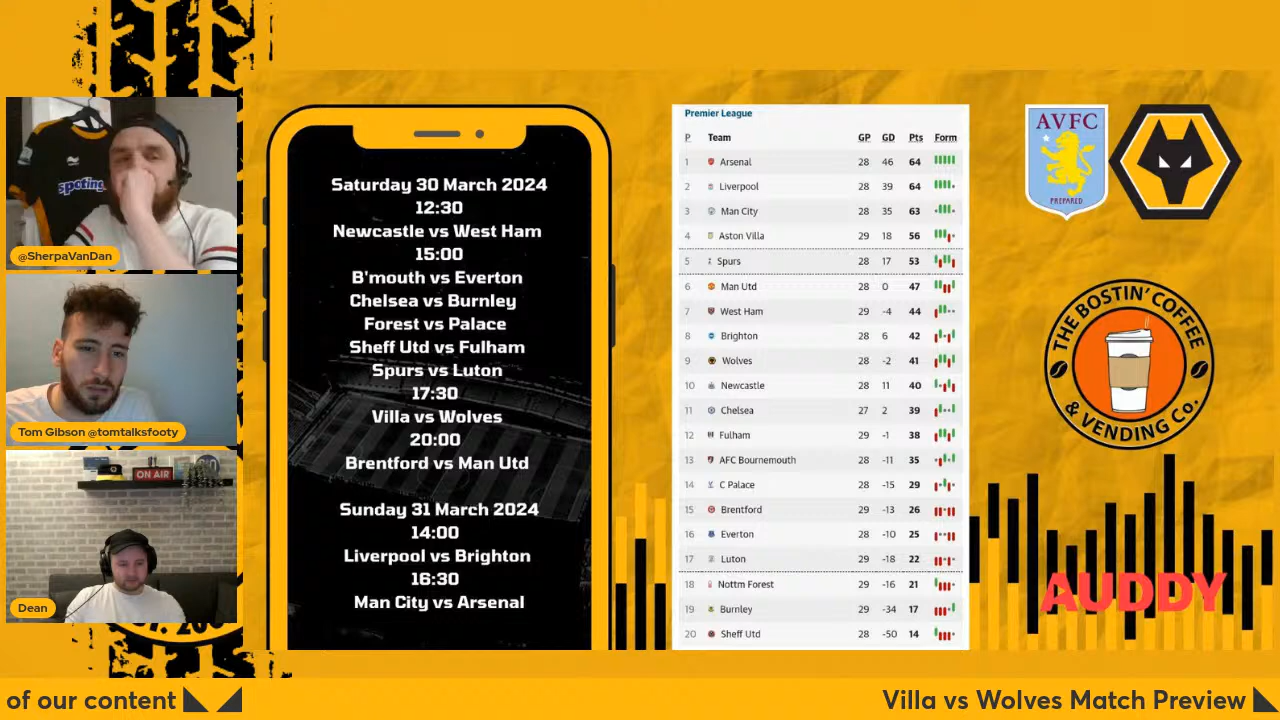 spoting
@SherpaVanDan
Tom Gibson @tomtalksfooty
ON AIR
Dean
Saturday 30 March 2024
12:30
Newcastle vs West Ham
15:00
B'mouth vs Everton
Chelsea vs Burnley
Forest vs Palace
Sheff Utd vs Fulham
Spurs vs Luton
17:30
Villa vs Wolves
20:00
Brentford vs Man Utd
Sunday 31 March 2024
14:00
Liverpool vs Brighton
16:30
Man City vs Arsenal
Premier League
P Team GP GD Pts Form
1 Arsenal 28 46 64
2 Liverpool 28 39 64
3 Man City 28 35 63
4 Aston Villa 29 18 56
5 Spurs 28 17 53
6 Man Utd 28 0 47
7 West Ham 29 -4 44
8 Brighton 28 6 42
9 Wolves 28 -2 41
10 Newcastle 28 11 40
11 Chelsea 27 2 39
12 Fulham 29 -1 38
13 AFC Bournemouth 28 -11 35
14 C Palace 28 -15 29
15 Brentford 29 -13 26
16 Everton 28 -10 25
17 Luton 29 -18 22
18 Nottm Forest 29 -16 21
19 Burnley 29 -34 17
20 Sheff Utd 28 -50 14
AVFC
PREPARED
THE BOSTIN' COFFEE
& VENDING CO.
AUDDY
of our content
Villa vs Wolves Match Preview